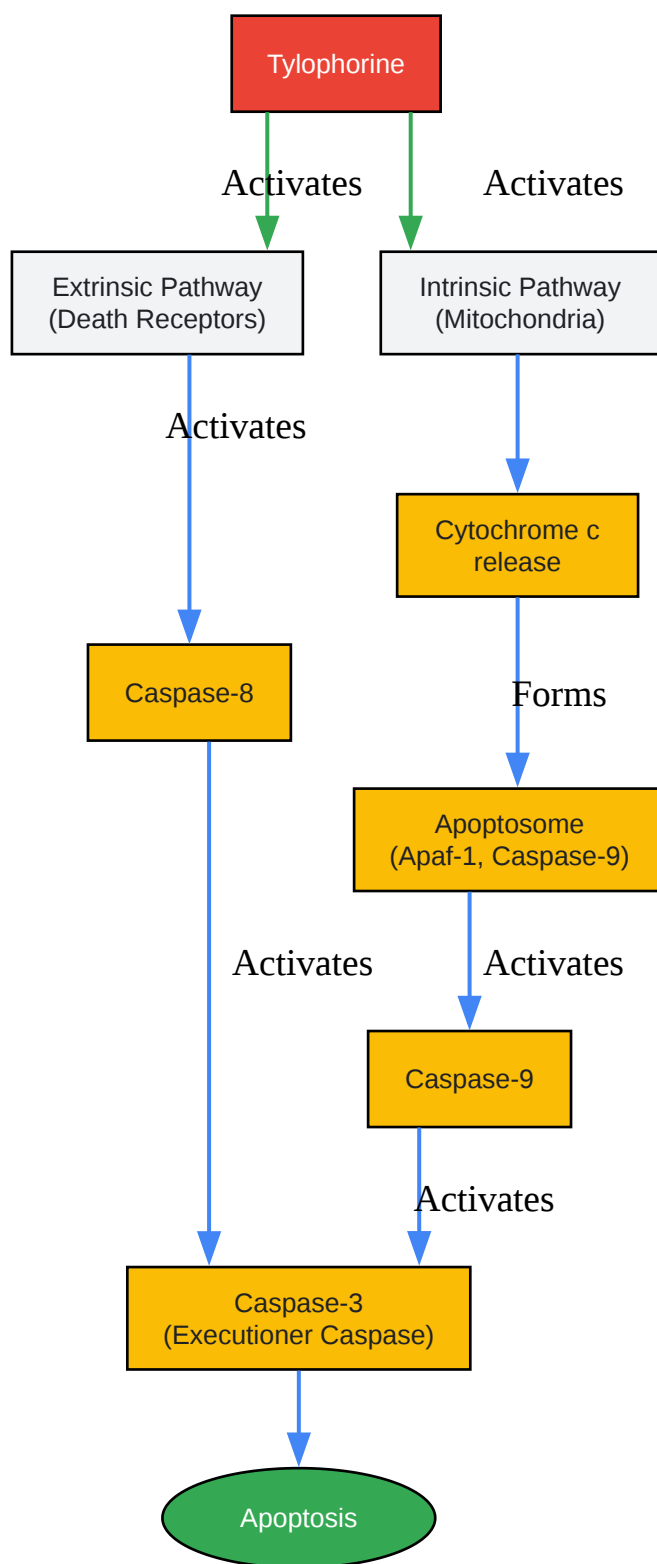 Tylophorine
Activates
Activates
Extrinsic Pathway
(Death Receptors)
Intrinsic Pathway
(Mitochondria)
Activates
Cytochrome c
release
Caspase-8
Forms
Apoptosome
(Apaf-1, Caspase-9)
Activates
Activates
Caspase-9
Activates
Caspase-3
(Executioner Caspase)
Apoptosis